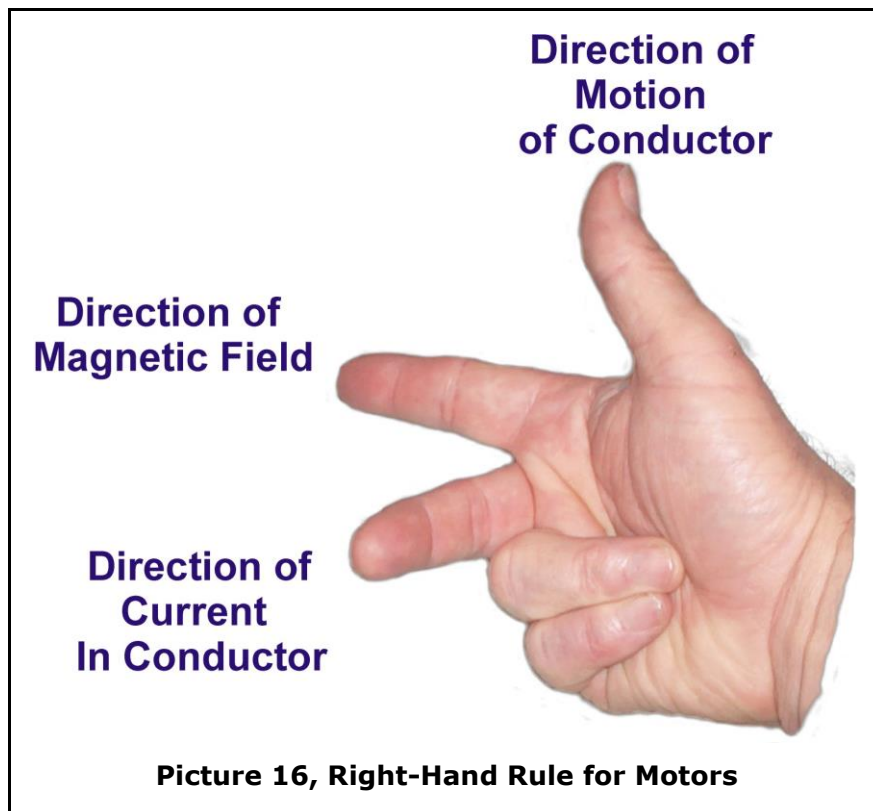 Direction of
Motion
of Conductor
Direction of
Magnetic Field
Direction of
Current
In Conductor
Picture 16, Right-Hand Rule for Motors